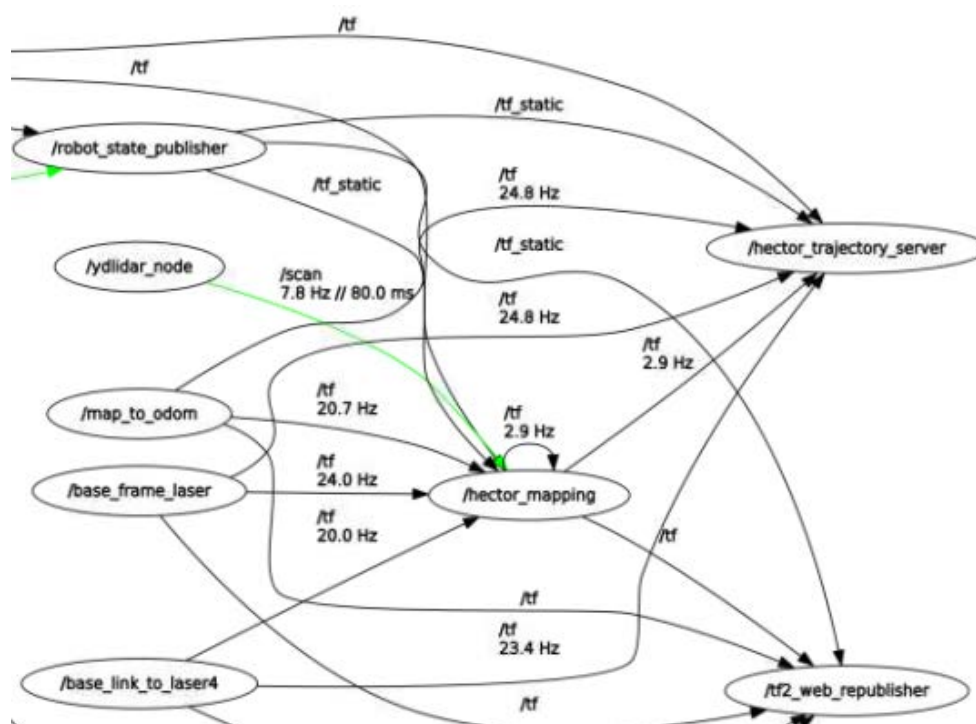 /tf
/tf
/tf_static
/robot_state_publisher
/tf_static
/tf
24.8 Hz
/tf_static
/hector_trajectory_server
/ydlidar_node
/scan
7.8 Hz // 80.0 ms
/tf
24.8 Hz
/tf
2.9 Hz
/map_to_odom
/tf
20.7 Hz
/tf
2.9 Hz
/base_frame_laser
/tf
24.0 Hz
/hector_mapping
/tf
20.0 Hz
/tf
/tf
/tf
23.4 Hz
/base_link_to_laser4
/tf
/tf2_web_republisher